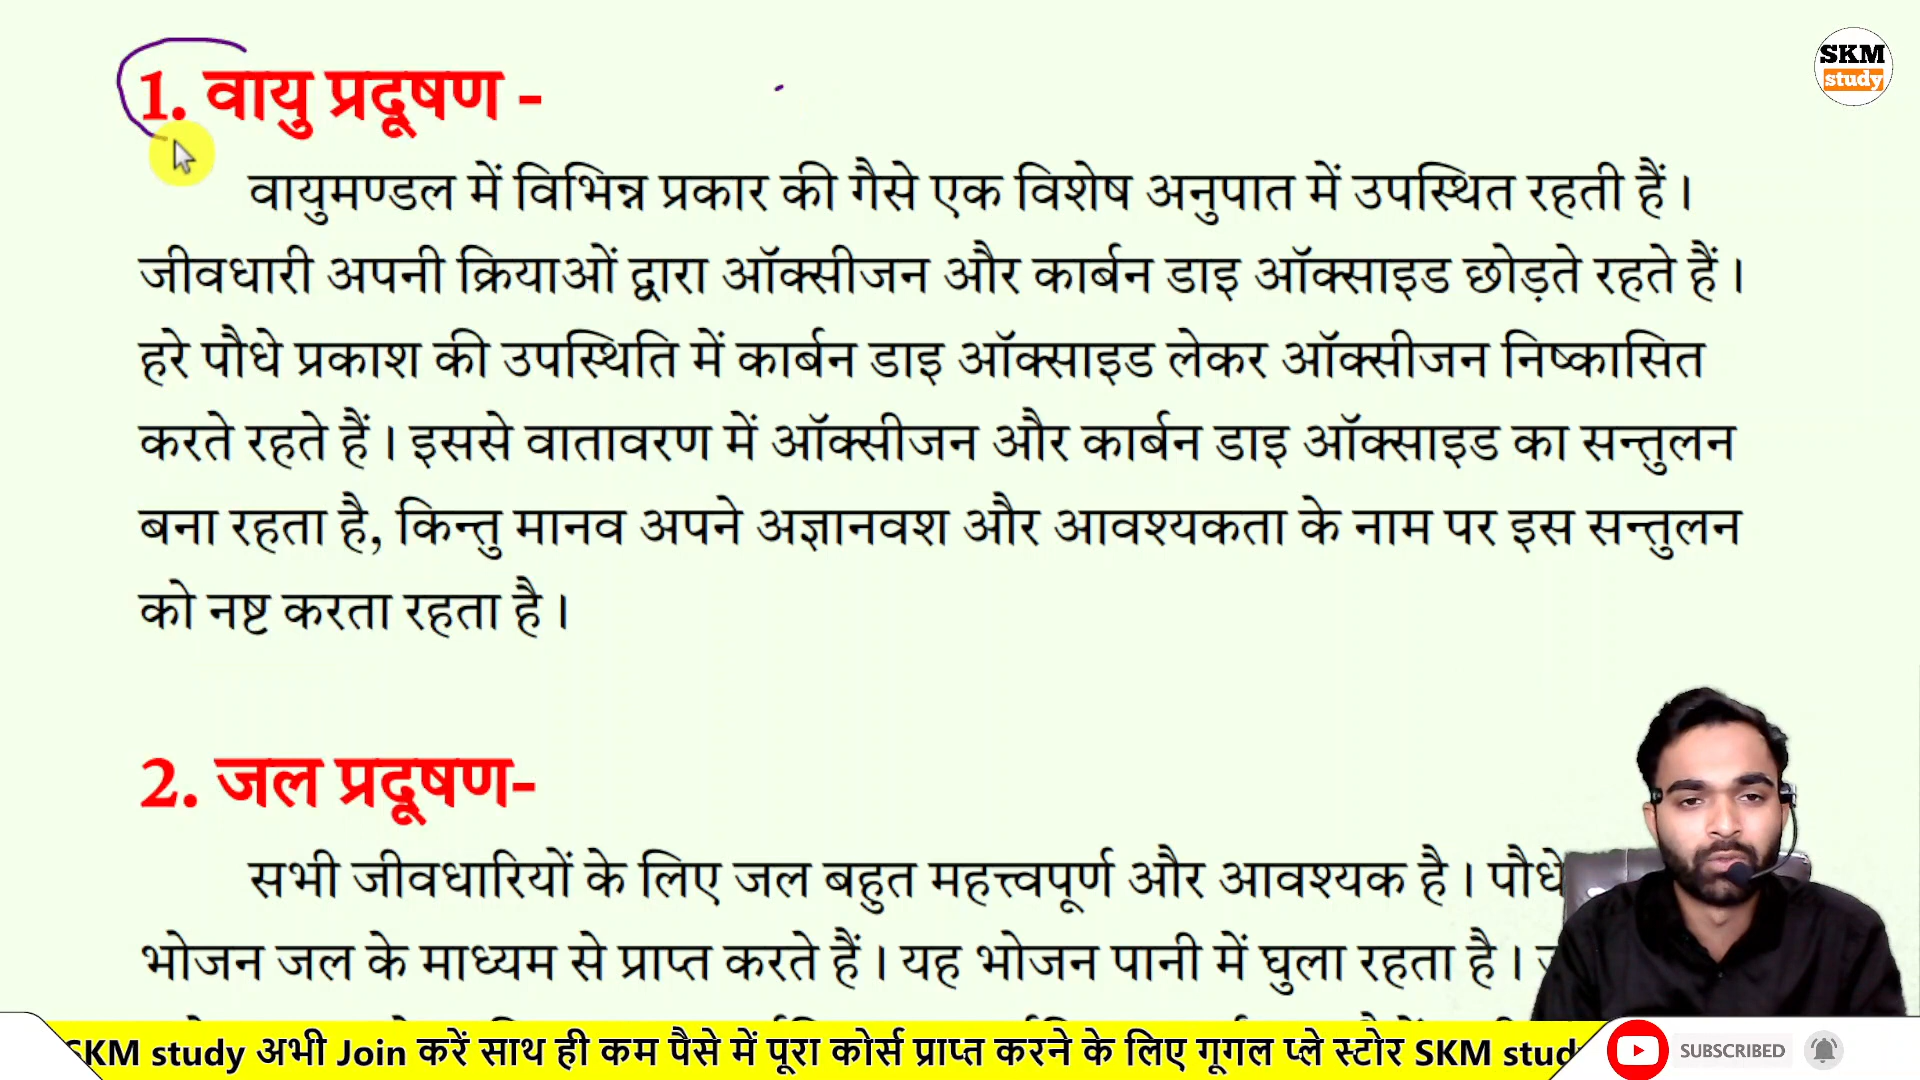 SKM
study
1. वायु प्रदूषण -
वायुमण्डल में विभिन्न प्रकार की गैसे एक विशेष अनुपात में उपस्थित रहती हैं।
जीवधारी अपनी क्रियाओं द्वारा ऑक्सीजन और कार्बन डाइ ऑक्साइड छोड़ते रहते हैं।
हरे पौधे प्रकाश की उपस्थिति में कार्बन डाइ ऑक्साइड लेकर ऑक्सीजन निष्कासित
करते रहते हैं। इससे वातावरण में ऑक्सीजन और कार्बन डाइ ऑक्साइड का सन्तुलन
बना रहता है, किन्तु मानव अपने अज्ञानवश और आवश्यकता के नाम पर इस सन्तुलन
को नष्ट करता रहता है।
2. जल प्रदूषण-
सभी जीवधारियों के लिए जल बहुत महत्त्वपूर्ण और आवश्यक है। पौधे
भोजन जल के माध्यम से प्राप्त करते हैं। यह भोजन पानी में घुला रहता है।
SKM study अभी Join करें साथ ही कम पैसे में पूरा कोर्स प्राप्त करने के लिए गूगल प्ले स्टोर SKM stud
SUBSCRIBED